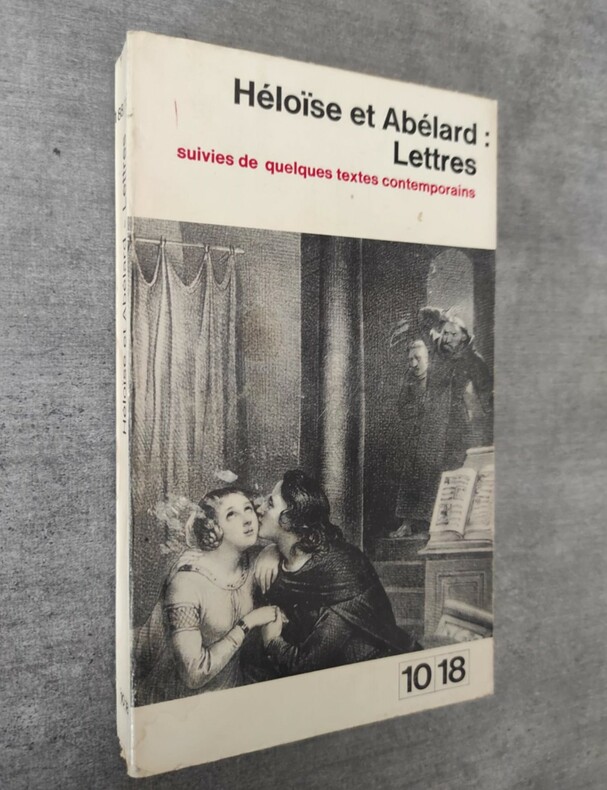 Héloïse et Abélard :
Lettres
suivies de quelques textes contemporains
10 18
Héloïse et Abélard : Lettres